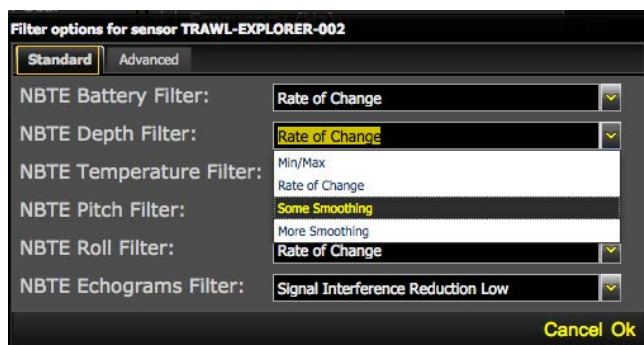 Filter options for sensor TRAWL-EXPLORER-002
Standard Advanced
NBTE Battery Filter: Rate of Change
NBTE Depth Filter: Rate of Change
Min/Max
NBTE Temperature Filter:
Rate of Change
NBTE Pitch Filter: Some Smoothing
More Smoothing
NBTE Roll Filter: Rate of Change
NBTE Echograms Filter: Signal Interference Reduction Low
Cancel Ok